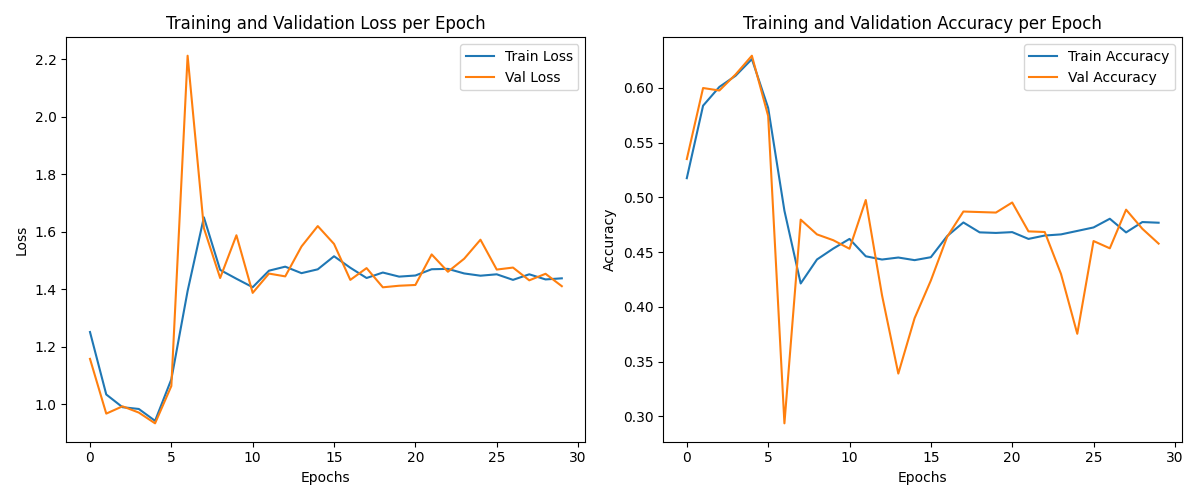 Training and Validation Loss per Epoch
Train Loss
Val Loss
2.2
2.0
1.8
1.6
1.4
1.2
1.0
Loss
0 5 10 15 20 25 30
Epochs
Training and Validation Accuracy per Epoch
Train Accuracy
Val Accuracy
0.60
0.55
0.50
0.45
0.40
0.35
0.30
Accuracy
0 5 10 15 20 25 30
Epochs